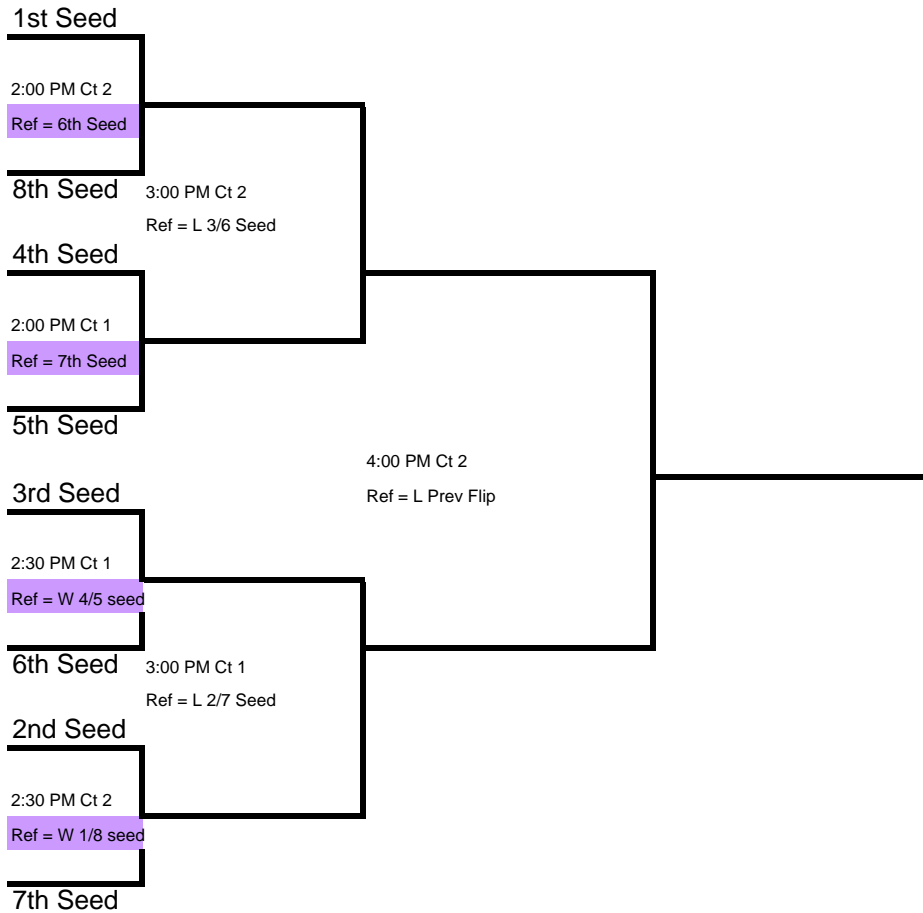 1st Seed
2:00 PM Ct 2
Ref = 6th Seed
8th Seed
3:00 PM Ct 2
Ref = L 3/6 Seed
4th Seed
2:00 PM Ct 1
Ref = 7th Seed
5th Seed
4:00 PM Ct 2
Ref = L Prev Flip
3rd Seed
2:30 PM Ct 1
Ref = W 4/5 seed
6th Seed
3:00 PM Ct 1
Ref = L 2/7 Seed
2nd Seed
2:30 PM Ct 2
Ref = W 1/8 seed
7th Seed